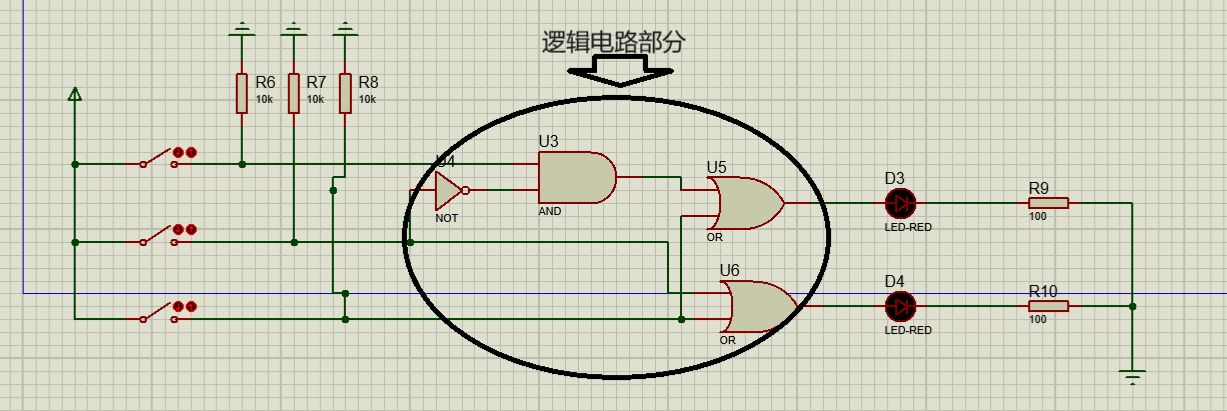 逻辑电路部分
R6
10k
R7
10k
R8
10k
U3
AND
U4
NOT
U5
OR
U6
OR
D3
LED-RED
R9
100
D4
LED-RED
R10
100